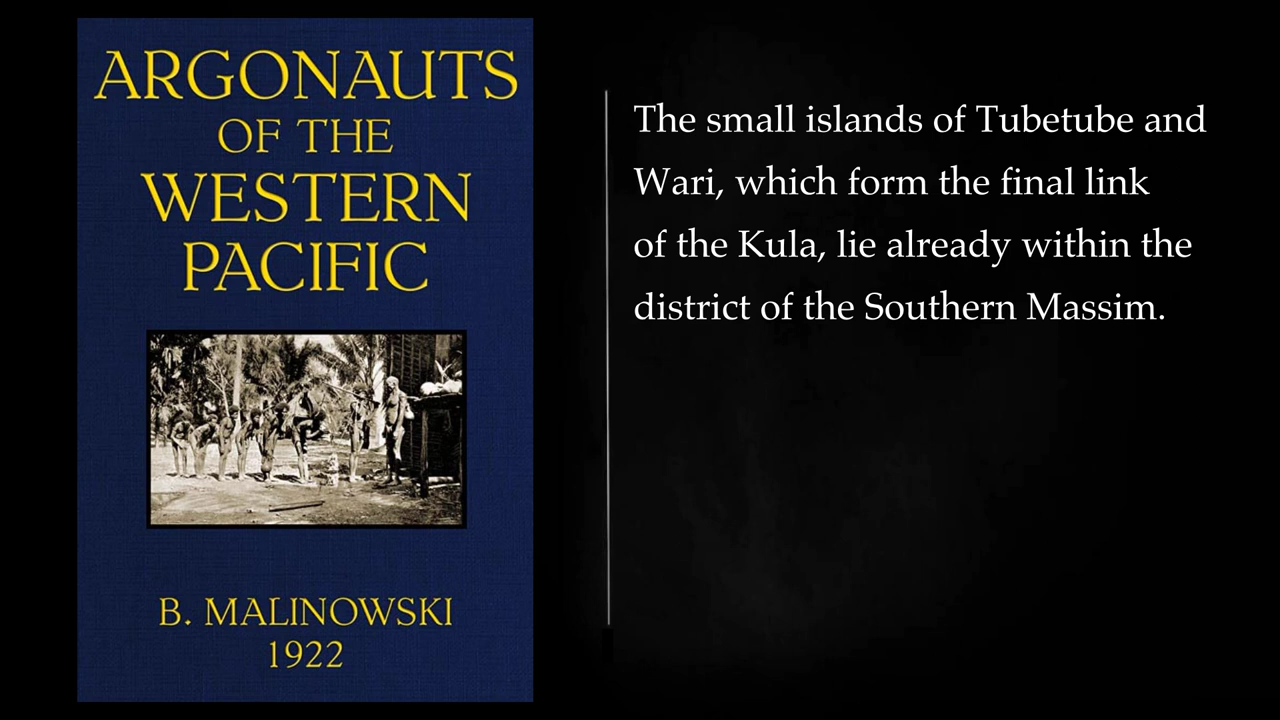 ARGONAUTS
OF THE
WESTERN
PACIFIC
B. MALINOWSKI
1922
The small islands of Tubetube and
Wari, which form the final link
of the Kula, lie already within the
district of the Southern Massim.